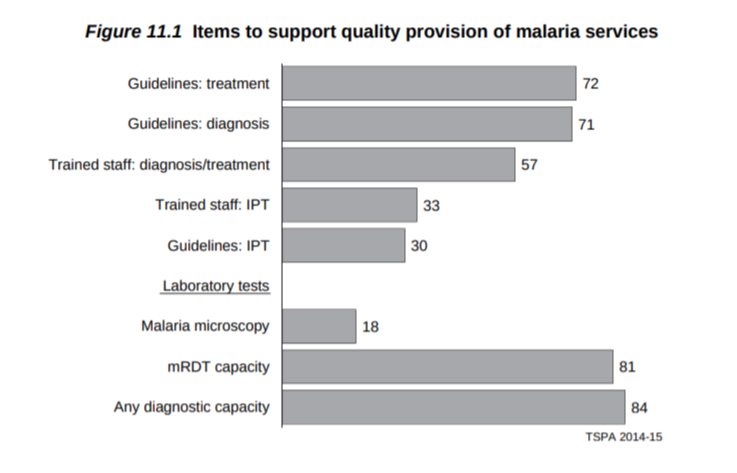 Figure 11.1 Items to support quality provision of malaria services
Guidelines: treatment 72
Guidelines: diagnosis 71
Trained staff: diagnosis/treatment 57
Trained staff: IPT 33
Guidelines: IPT 30
Laboratory tests
Malaria microscopy 18
mRDT capacity 81
Any diagnostic capacity 84
TSPA 2014-15